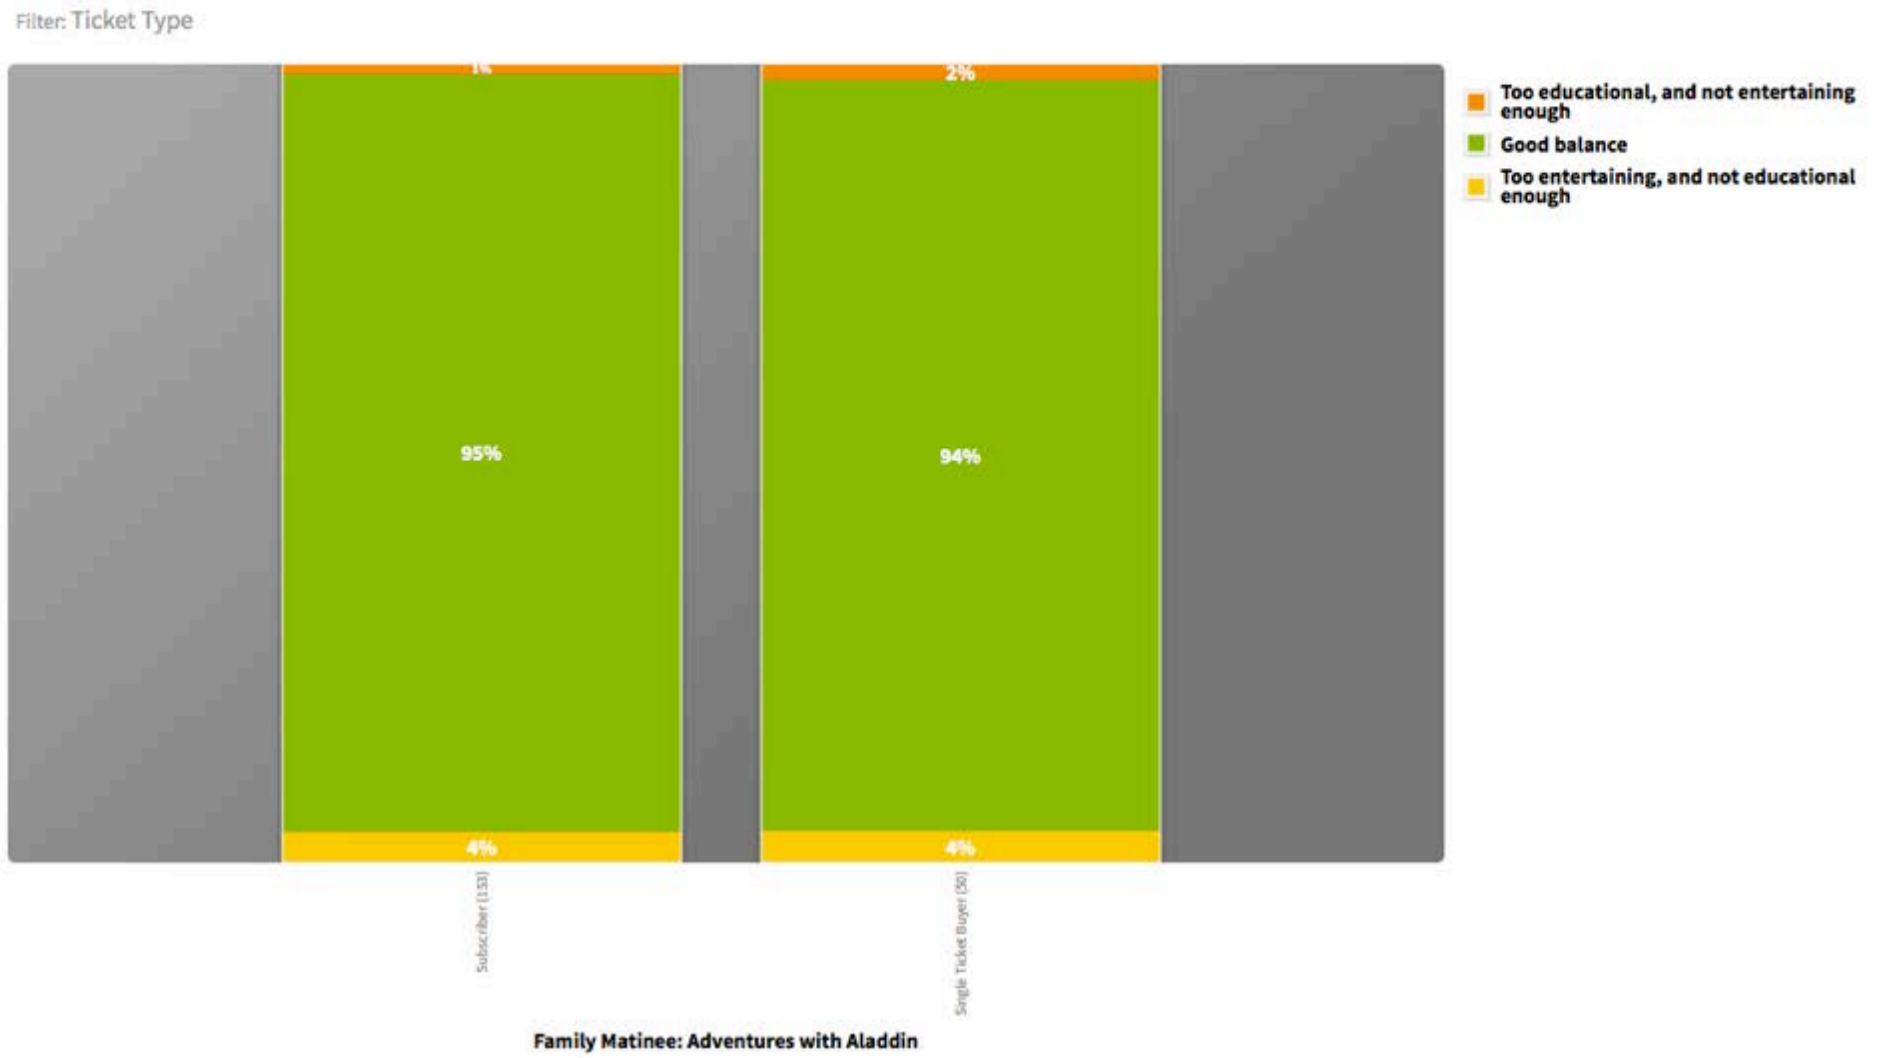 Filter: Ticket Type
1%
2%
Too educational, and not entertaining
enough
Good balance
Too entertaining, and not educational
enough
95%
94%
4%
4%
Subscriber (153)
Single Ticket Buyer (50)
Family Matinee: Adventures with Aladdin